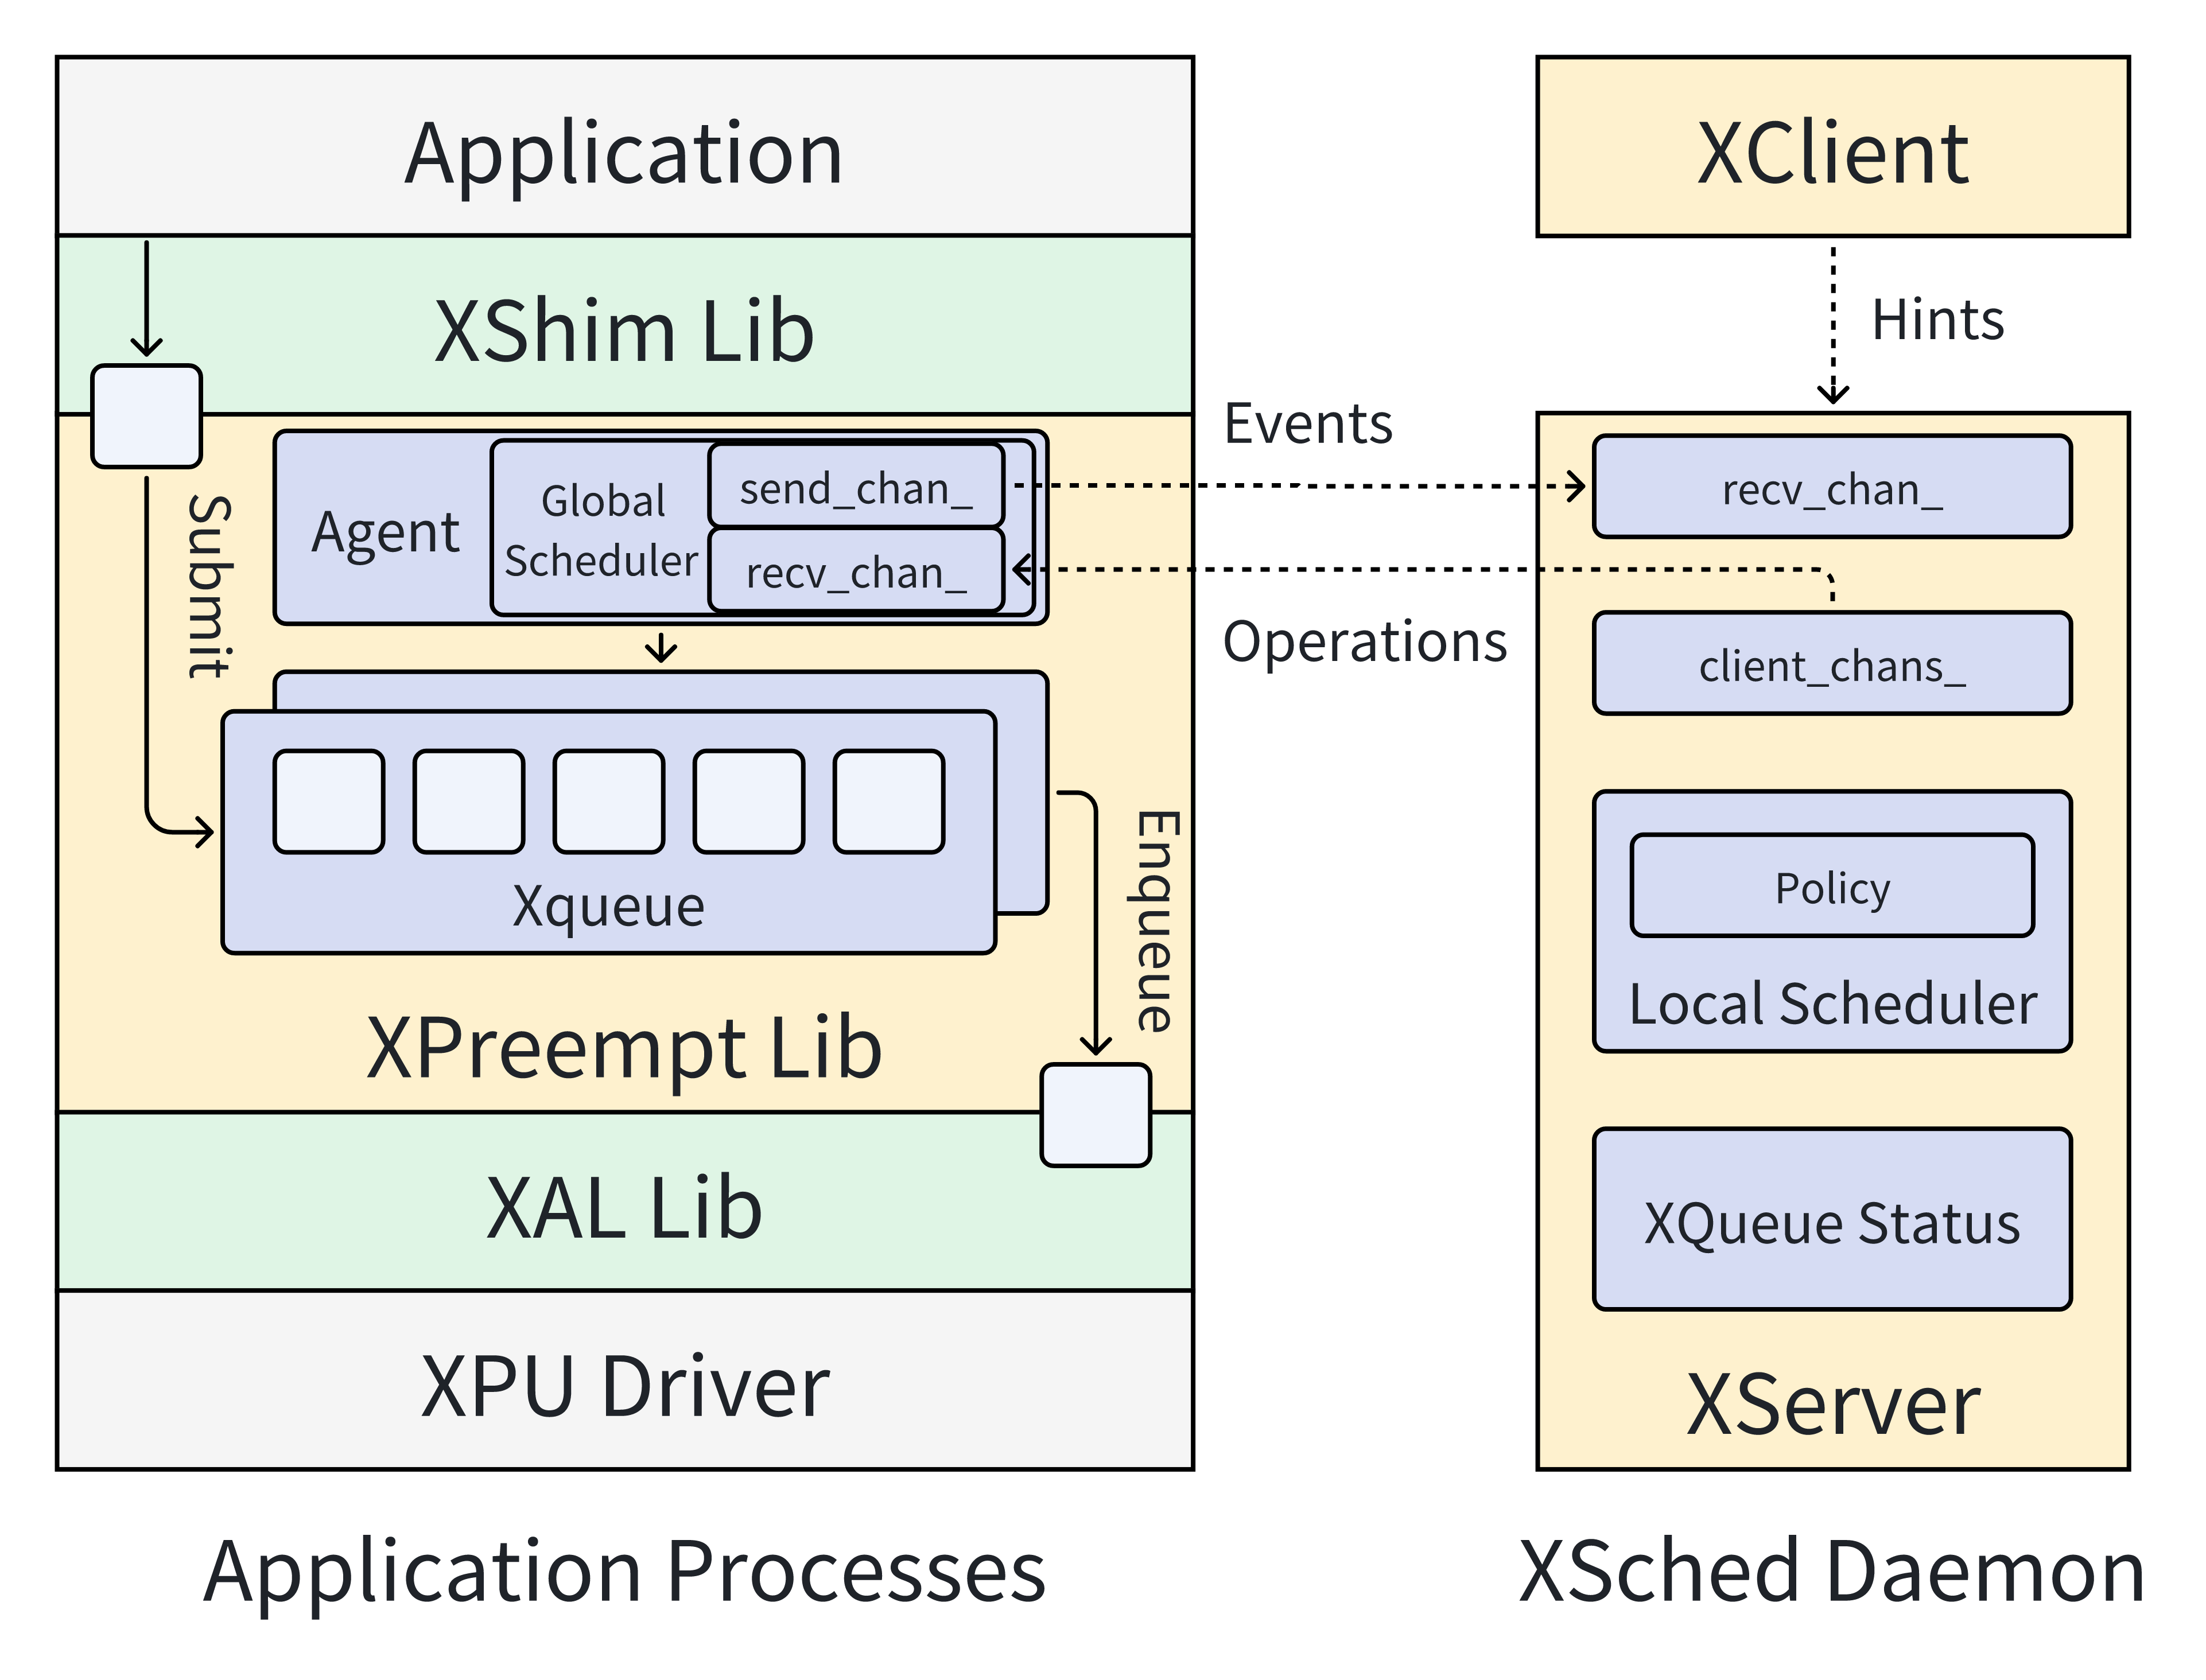 Application
XShim Lib
Submit
Agent
Global
Scheduler
send_chan_
recv_chan_
Xqueue
Enqueue
XPreempt Lib
XAL Lib
XPU Driver
Application Processes
Events
Operations
XClient
Hints
recv_chan_
client_chans_
Policy
Local Scheduler
XQueue Status
XServer
XSched Daemon